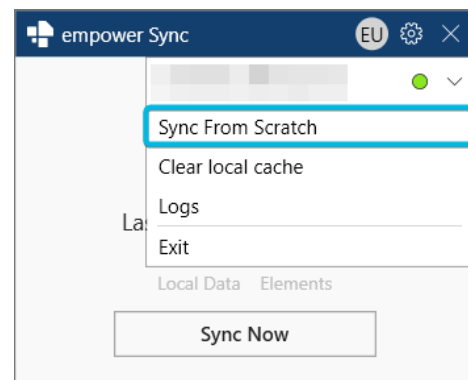 empower Sync EU
Sync From Scratch
Clear local cache
Logs
Exit
Local Data Elements
Sync Now